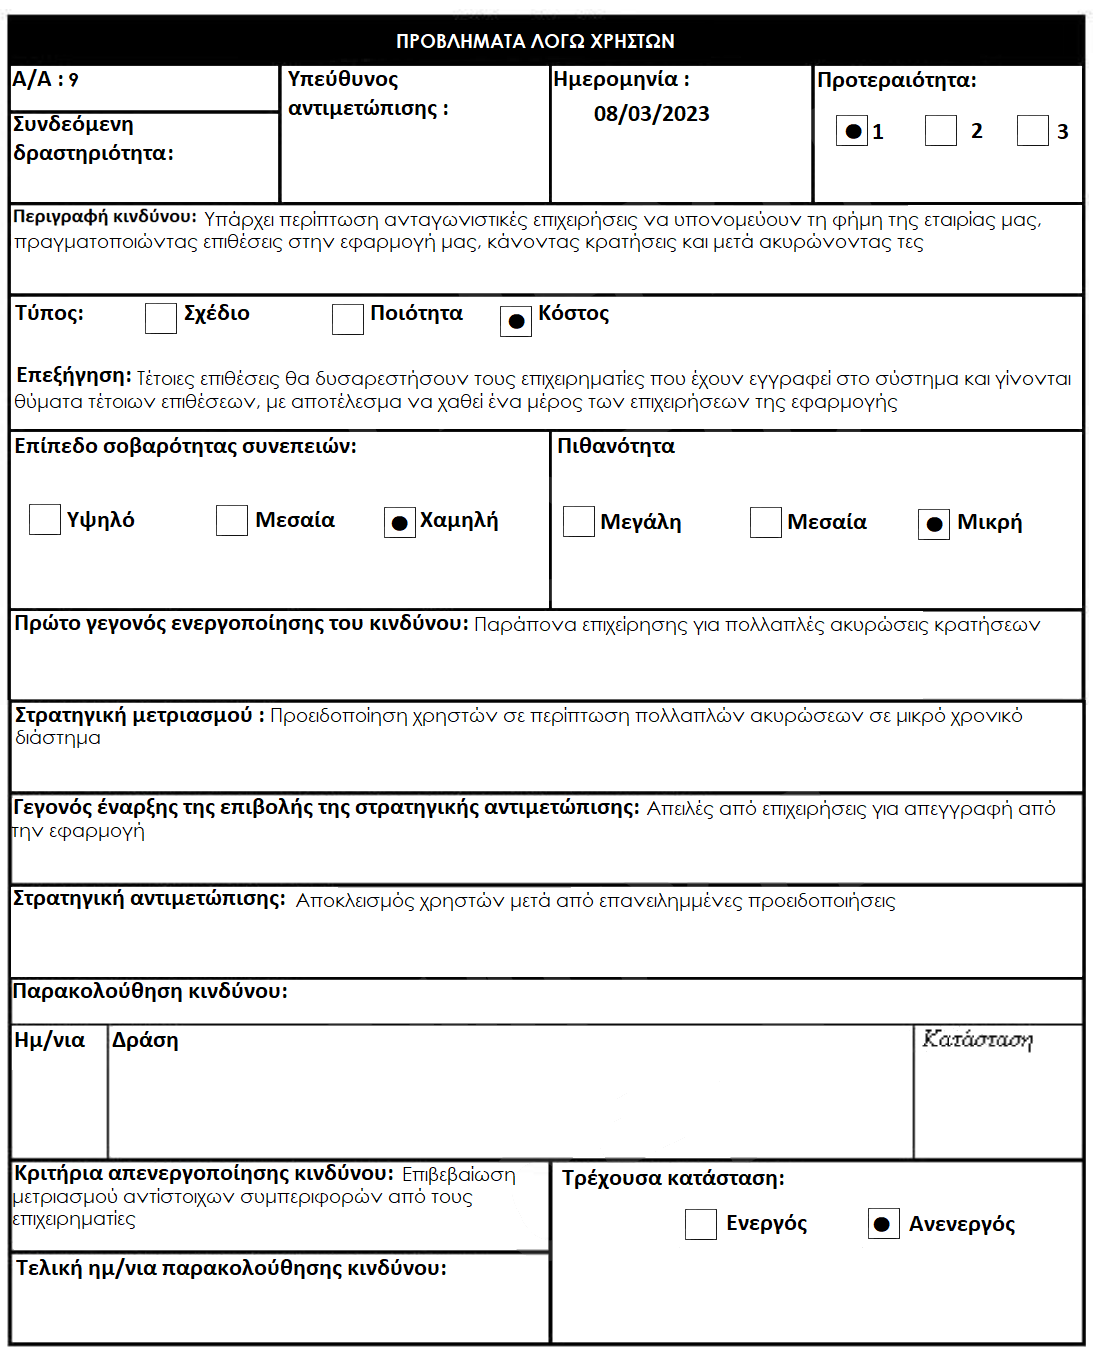 ΠΡΟΒΛΗΜΑΤΑ ΛΟΓΩ ΧΡΗΣΤΩΝ
Α/Α : 9
Συνδεόμενη
δραστηριότητα:
Υπεύθυνος
αντιμετώπισης :
Ημερομηνία :
08/03/2023
Προτεραιότητα:
1 2 3
Περιγραφή κινδύνου: Υπάρχει περίπτωση ανταγωνιστικές επιχειρήσεις να υπονομεύουν τη φήμη της εταιρίας μας,
πραγματοποιώντας επιθέσεις στην εφαρμογή μας, κάνοντας κρατήσεις και μετά ακυρώνοντας τες
Τύπος: Σχέδιο Ποιότητα Κόστος
Επεξήγηση: Τέτοιες επιθέσεις θα δυσαρεστήσουν τους επιχειρηματίες που έχουν εγγραφεί στο σύστημα και γίνονται
θύματα τέτοιων επιθέσεων, με αποτέλεσμα να χαθεί ένα μέρος των επιχειρήσεων της εφαρμογής
Επίπεδο σοβαρότητας συνεπειών:
Υψηλό Μεσαία Χαμηλή
Πιθανότητα
Μεγάλη Μεσαία Μικρή
Πρώτο γεγονός ενεργοποίησης του κινδύνου: Παράπονα επιχείρησης για πολλαπλές ακυρώσεις κρατήσεων
Στρατηγική μετριασμού : Προειδοποίηση χρηστών σε περίπτωση πολλαπλών ακυρώσεων σε μικρό χρονικό
διάστημα
Γεγονός έναρξης της επιβολής της στρατηγικής αντιμετώπισης: Απειλές από επιχειρήσεις για απεγγραφή από
την εφαρμογή
Στρατηγική αντιμετώπισης: Αποκλεισμός χρηστών μετά από επανειλημμένες προειδοποιήσεις
Παρακολούθηση κινδύνου:
Ημ/νια Δράση Κατάσταση
Κριτήρια απενεργοποίησης κινδύνου: Επιβεβαίωση
μετριασμού αντίστοιχων συμπεριφορών από τους
επιχειρηματίες
Τελική ημ/νια παρακολούθησης κινδύνου:
Τρέχουσα κατάσταση:
Ενεργός Ανενεργός